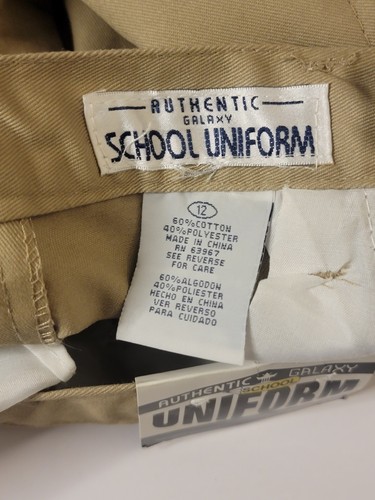 AUTHENTIC
GALAXY
SCHOOL UNIFORM
12
60%COTTON
40%POLYESTER
MADE IN CHINA
RN 63967
SEE REVERSE
FOR CARE
60%ALGODON
40%POLIESTER
HECHO EN CHINA
VER REVERSO
PARA CUIDADO
AUTHENTIC GALAXY
SCHOOL
UNIFORM